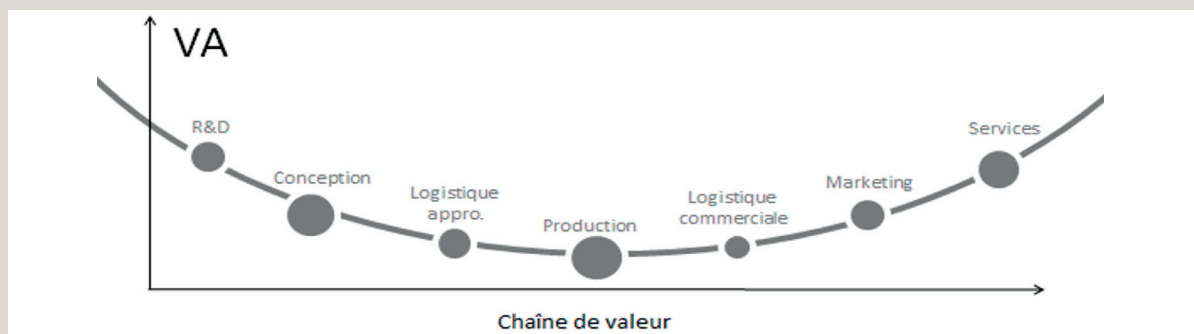 VA
R&D
Conception
Logistique
appro.
Production
Logistique
commerciale
Marketing
Services
Chaîne de valeur